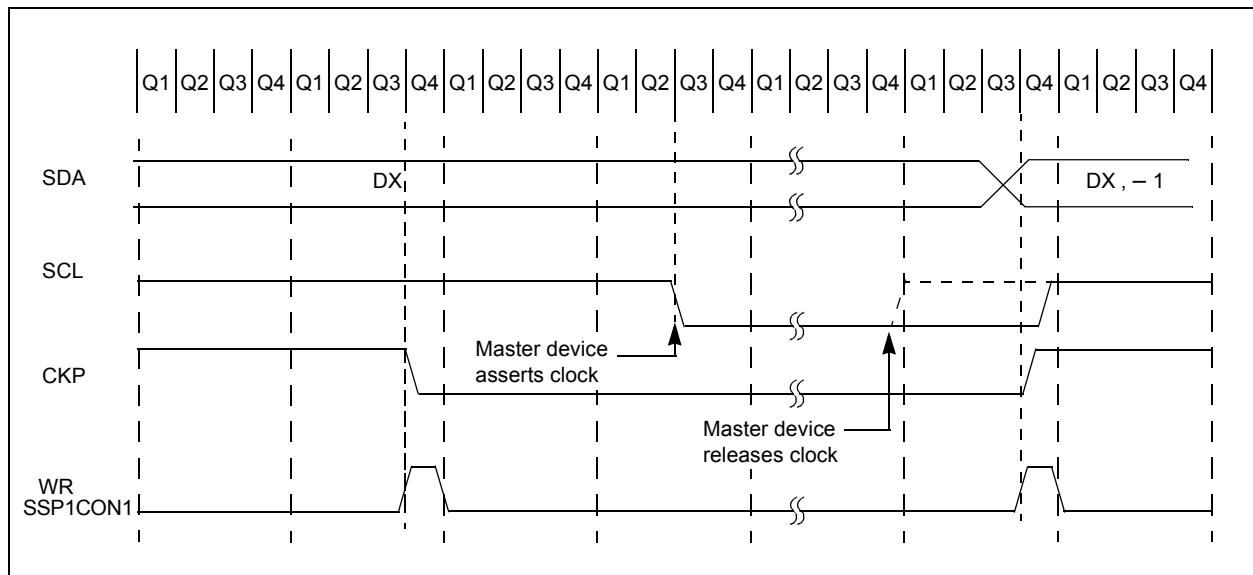 Q1 Q2 Q3 Q4 Q1 Q2 Q3 Q4 Q1 Q2 Q3 Q4 Q1 Q2 Q3 Q4 Q1 Q2 Q3 Q4 Q1 Q2 Q3 Q4 Q1 Q2 Q3 Q4
SDA
DX
DX , – 1
SCL
Master device
asserts clock
CKP
Master device
releases clock
WR
SSP1CON1